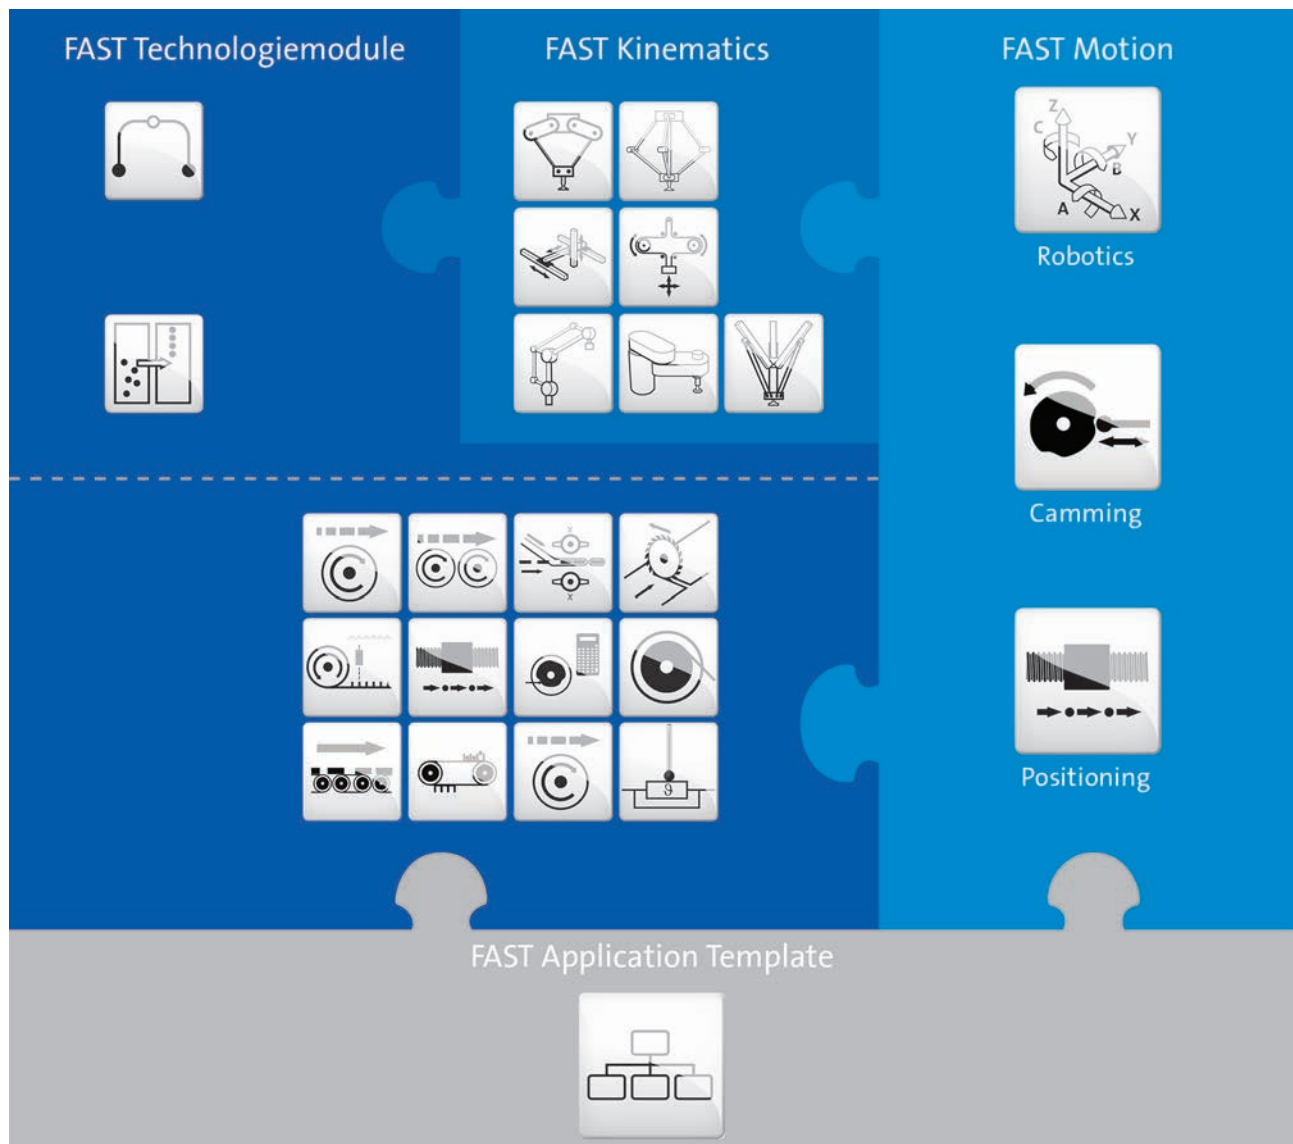 FAST Technologiemodule
FAST Kinematics
FAST Motion
Z
C
Y
B
A
X
Robotics
Camming
X
X
ϑ
Positioning
FAST Application Template